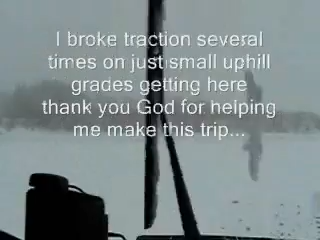 I broke traction several
times on just small uphill
grades getting here
thank you God for helping
me make this trip...